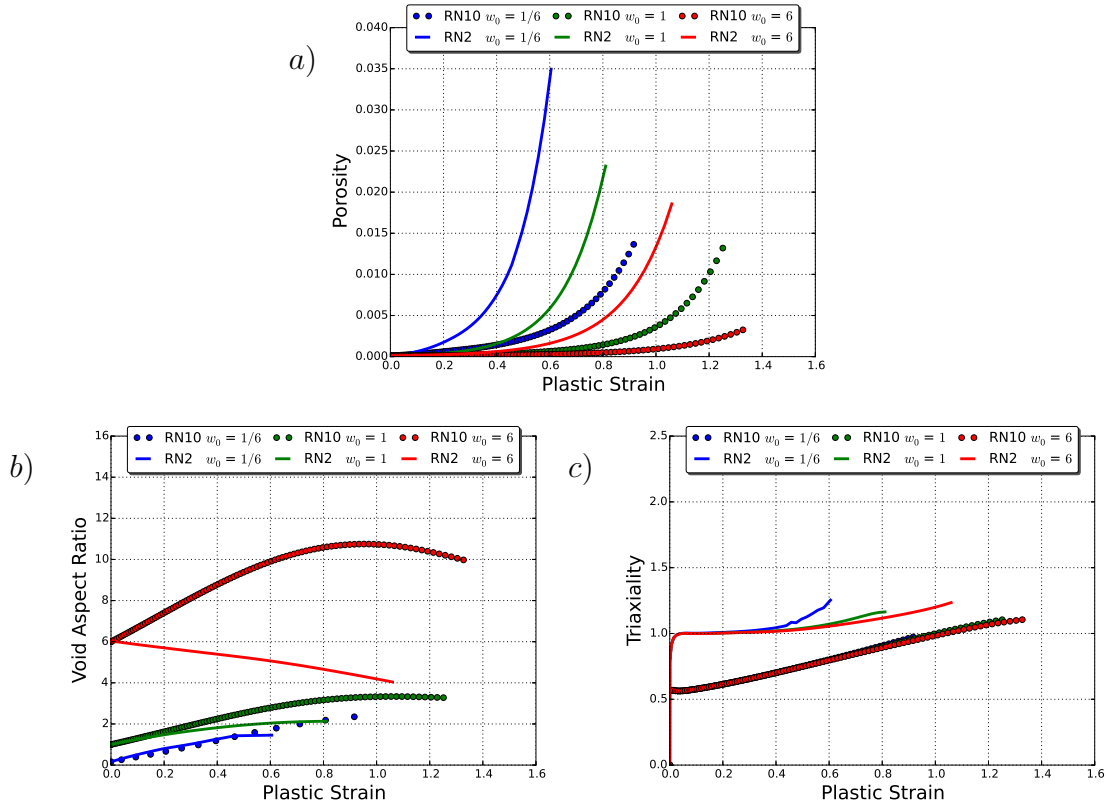 a)
RN10 w₀ = 1/6 RN10 w₀ = 1 RN10 w₀ = 6
RN2 w₀ = 1/6 RN2 w₀ = 1 RN2 w₀ = 6
0.040
0.035
0.030
0.025
0.020
0.015
0.010
0.005
0.000
Porosity
0.0 0.2 0.4 0.6 0.8 1.0 1.2 1.4 1.6
Plastic Strain
b)
RN10 w₀ = 1/6 RN10 w₀ = 1 RN10 w₀ = 6
RN2 w₀ = 1/6 RN2 w₀ = 1 RN2 w₀ = 6
16
14
12
10
8
6
4
2
0
Void Aspect Ratio
0.0 0.2 0.4 0.6 0.8 1.0 1.2 1.4 1.6
Plastic Strain
c)
RN10 w₀ = 1/6 RN10 w₀ = 1 RN10 w₀ = 6
RN2 w₀ = 1/6 RN2 w₀ = 1 RN2 w₀ = 6
2.5
2.0
1.5
1.0
0.5
0.0
Triaxiality
0.0 0.2 0.4 0.6 0.8 1.0 1.2 1.4 1.6
Plastic Strain